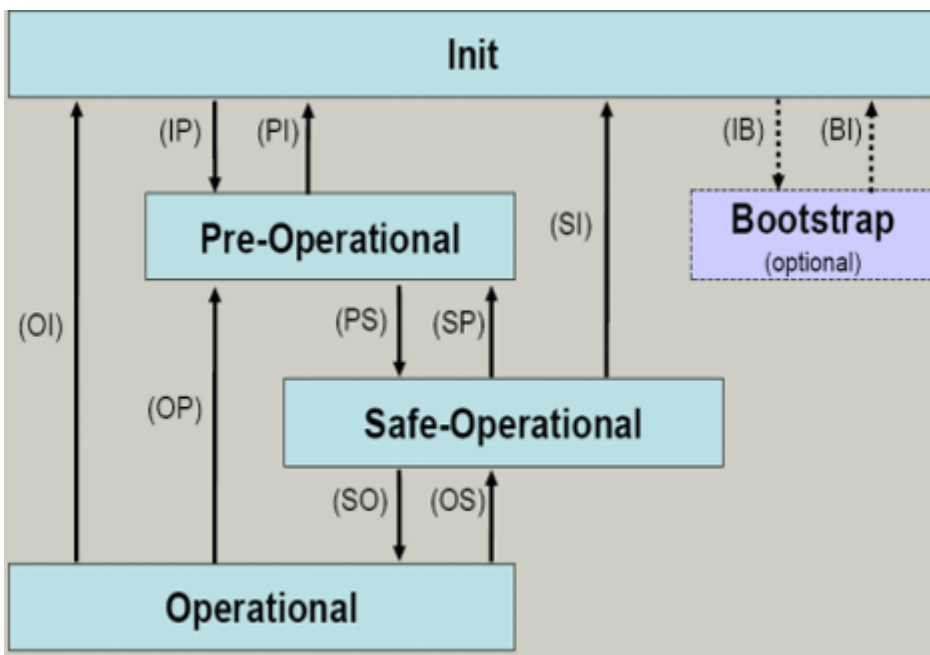 Init
(IP)
(PI)
(IB)
(BI)
Pre-Operational
(SI)
Bootstrap
(optional)
(OI)
(PS)
(SP)
(OP)
Safe-Operational
(SO)
(OS)
Operational